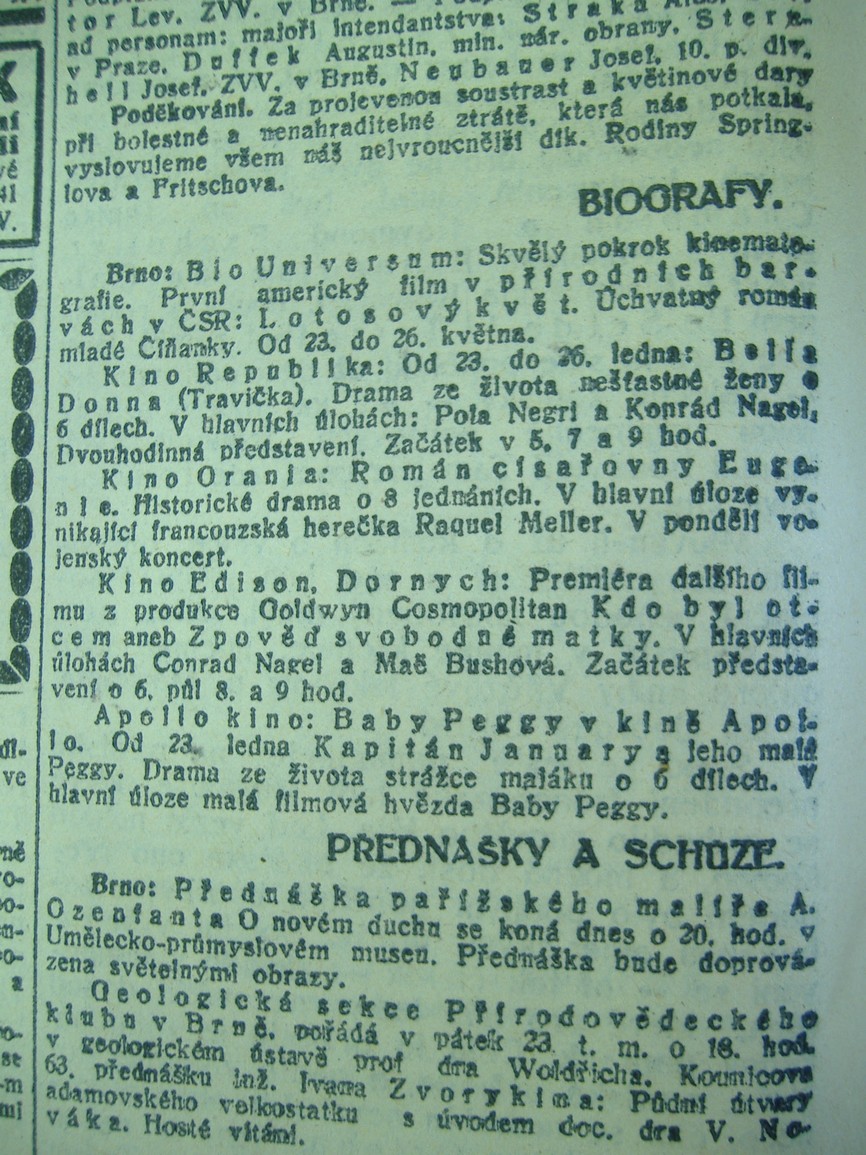 tor Lev. ZVV. v Brně.
ad personam: majoři intendantstva: Straka
v Praze, Duffek Augustin, min. nár. obrany, Stern-
hell Josef, ZVV. v Brně, Neubauer Josef, 10. p. div.
Poděkování. Za projevenou soustrast a květinové dary
při bolestné a nenahraditelné ztrátě, která nás potkala,
vyslovujeme všem náš nejvroucnější dík. Rodiny Spring-
lova a Fritschova.
BIOGRAFY.
Brno: Bio Universum: Skvělý pokrok kinemato-
grafie. První americký film v přírodních bar-
vách v ČSR: Lotosový květ. Úchvatný román
mladé Číňanky. Od 23. do 26. května.
Kino Republika: Od 23. do 26. ledna: Bella
Donna (Travička). Drama ze života nešťastné ženy o
6 dílech. V hlavních úlohách: Pola Negri a Konrád Nagel.
Dvouhodinná představení. Začátek v 5, 7 a 9 hod.
Kino Orania: Román císařovny Euge-
nie. Historické drama o 8 jednáních. V hlavní úloze vy-
nikající francouzská herečka Raquel Meller. V pondělí vo-
jenský koncert.
Kino Edison, Dornych: Premiéra dalšího fil-
mu z produkce Goldwyn Cosmopolitan Kdo byl ot-
cem aneb Zpověď svobodné matky. V hlavních
úlohách Conrad Nagel a Maë Bushová. Začátek předsta-
vení o 6. půl 8. a 9 hod.
Apollo kino: Baby Peggy v kině Apol-
lo. Od 23. ledna Kapitán January a jeho malá
Peggy. Drama ze života strážce majáku o 6 dílech. V
hlavní úloze malá filmová hvězda Baby Peggy.
PŘEDNÁŠKY A SCHŮZE.
Brno: Přednáška pařížského malíře A.
Ozenfanta O novém duchu se koná dnes o 20. hod. v
Umělecko-průmyslovém museu. Přednáška bude doprová-
zena světelnými obrazy.
Geologická sekce Přírodovědeckého
klubu v Brně, pořádá v pátek 23. t. m. o 18. hod.
v geologickém ústavě prof dra Woldřicha, Kounicova
63. přednášku inž. Ivana Zvorykina: Půdní útvary
adamovského velkostatku s úvodem doc. dra V. No-
váka. Hosté vítáni.